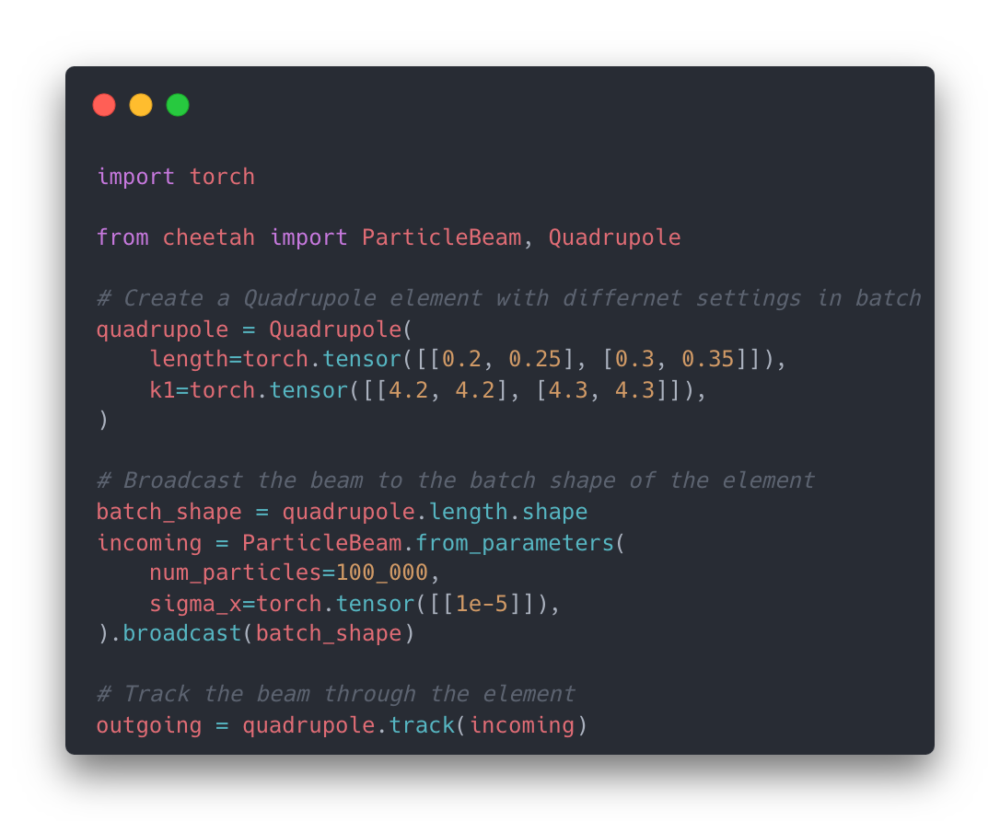 import torch

from cheetah import ParticleBeam, Quadrupole

# Create a Quadrupole element with differnet settings in batch
quadrupole = Quadrupole(
    length=torch.tensor([[0.2, 0.25], [0.3, 0.35]]),
    k1=torch.tensor([[4.2, 4.2], [4.3, 4.3]]),
)

# Broadcast the beam to the batch shape of the element
batch_shape = quadrupole.length.shape
incoming = ParticleBeam.from_parameters(
    num_particles=100_000,
    sigma_x=torch.tensor([[1e-5]]),
).broadcast(batch_shape)

# Track the beam through the element
outgoing = quadrupole.track(incoming)